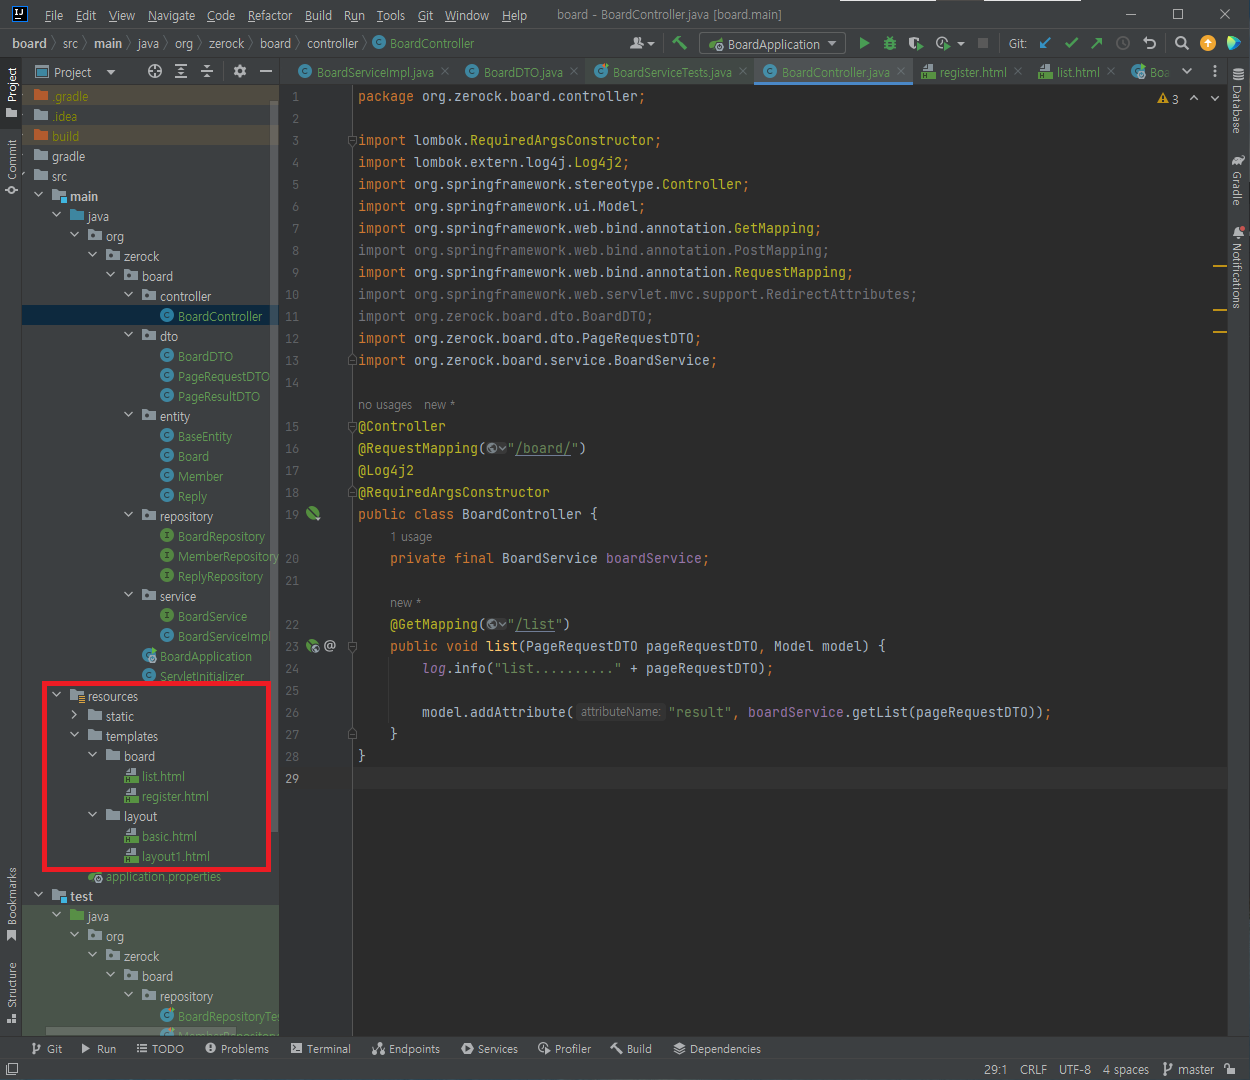 File Edit View Navigate Code Refactor Build Run Tools Git Window Help board - BoardController.java [board.main]
board src main java org zerock board controller BoardController BoardApplication Git:
Project BoardServiceImpl.java BoardDTO.java BoardServiceTests.java BoardController.java register.html list.html Boa
Project
Commit
Bookmarks
Structure
.gradle
.idea
build
gradle
src
main
java
org
zerock
board
controller
BoardController
dto
BoardDTO
PageRequestDTO
PageResultDTO
entity
BaseEntity
Board
Member
Reply
repository
BoardRepository
MemberRepository
ReplyRepository
service
BoardService
BoardServiceImpl
BoardApplication
ServletInitializer
resources
static
templates
board
list.html
register.html
layout
basic.html
layout1.html
application.properties
test
java
org
zerock
board
repository
BoardRepositoryTes
MemberRepository
3
1 package org.zerock.board.controller;
2
3 import lombok.RequiredArgsConstructor;
4 import lombok.extern.log4j.Log4j2;
5 import org.springframework.stereotype.Controller;
6 import org.springframework.ui.Model;
7 import org.springframework.web.bind.annotation.GetMapping;
8 import org.springframework.web.bind.annotation.PostMapping;
9 import org.springframework.web.bind.annotation.RequestMapping;
10 import org.springframework.web.servlet.mvc.support.RedirectAttributes;
11 import org.zerock.board.dto.BoardDTO;
12 import org.zerock.board.dto.PageRequestDTO;
13 import org.zerock.board.service.BoardService;
14
no usages new *
15 @Controller
16 @RequestMapping("/board/")
17 @Log4j2
18 @RequiredArgsConstructor
19 public class BoardController {
1 usage
20 private final BoardService boardService;
21
new *
22 @GetMapping("/list")
23 @ public void list(PageRequestDTO pageRequestDTO, Model model) {
24 log.info("list.........." + pageRequestDTO);
25
26 model.addAttribute( attributeName: "result", boardService.getList(pageRequestDTO));
27 }
28 }
29
Database
Gradle
Notifications
Git Run TODO Problems Terminal Endpoints Services Profiler Build Dependencies
29:1 CRLF UTF-8 4 spaces master